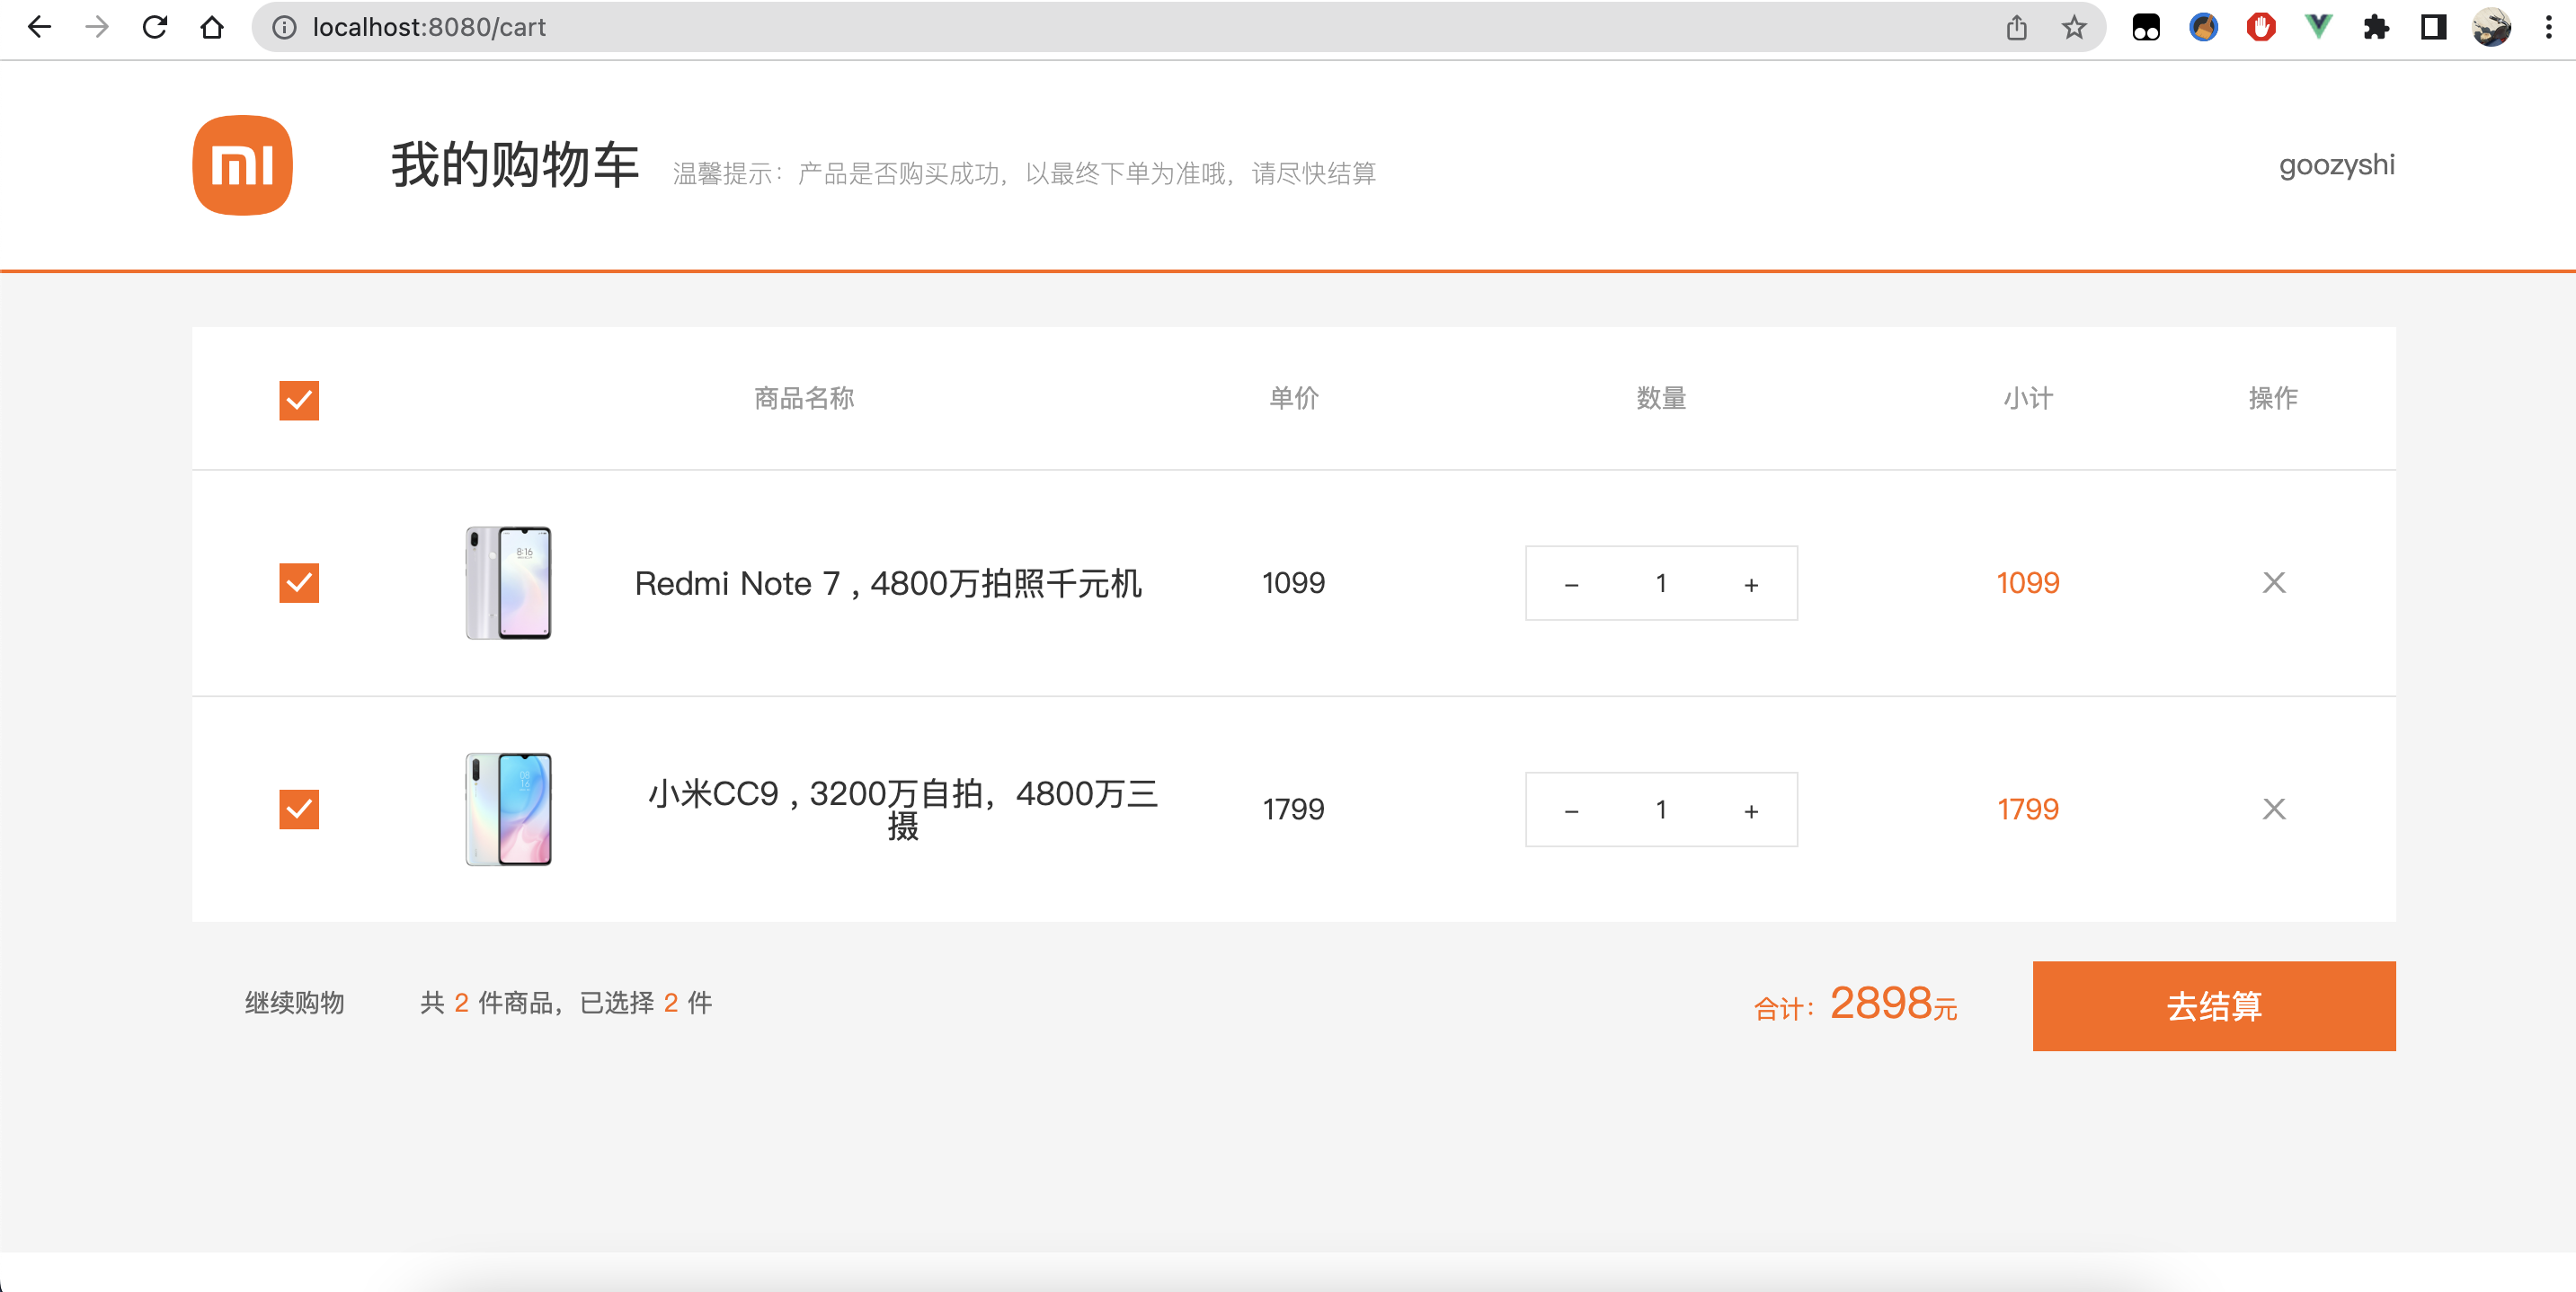 localhost:8080/cart
mi
我的购物车 温馨提示：产品是否购买成功，以最终下单为准哦，请尽快结算 goozyshi
商品名称 单价 数量 小计 操作
8:16
Redmi Note 7 , 4800万拍照千元机 1099 − 1 + 1099
08
16
小米CC9 , 3200万自拍，4800万三
摄
1799 − 1 + 1799
继续购物 共 2 件商品，已选择 2 件 合计：2898元 去结算